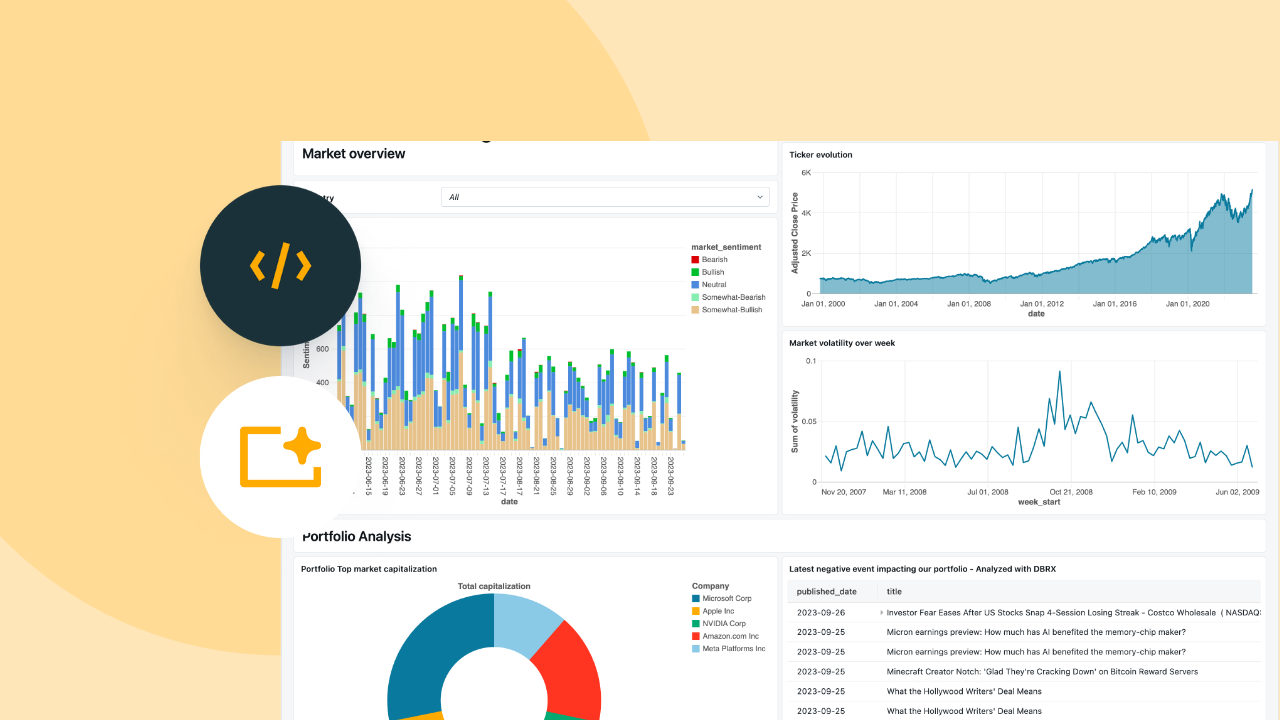 Market overview
All
market_sentiment
Bearish
Bullish
Neutral
Somewhat-Bearish
Somewhat-Bullish
600
400
2023-06-15
2023-06-19
2023-06-23
2023-06-27
2023-07-01
2023-07-05
2023-07-09
2023-07-13
2023-07-17
2023-08-17
2023-08-21
2023-08-25
2023-08-29
2023-09-02
2023-09-06
2023-09-10
2023-09-14
2023-09-18
2023-09-23
date
Ticker evolution
Adjusted Close Price
6K
4K
2K
0
Jan 01, 2000
Jan 01, 2004
Jan 01, 2008
Jan 01, 2012
Jan 01, 2016
Jan 01, 2020
date
Market volatility over week
Sum of volatility
0.1
0.05
0
Nov 20, 2007
Mar 11, 2008
Jul 01, 2008
Oct 21, 2008
Feb 10, 2009
Jun 02, 2009
week_start
Portfolio Analysis
Portfolio Top market capitalization
Total capitalization
Company
Microsoft Corp
Apple Inc
NVIDIA Corp
Amazon.com Inc
Meta Platforms Inc
Latest negative event impacting our portfolio - Analyzed with DBRX
published_date title
2023-09-26 Investor Fear Eases After US Stocks Snap 4-Session Losing Streak - Costco Wholesale ( NASDAQ:
2023-09-25 Micron earnings preview: How much has AI benefited the memory-chip maker?
2023-09-25 Micron earnings preview: How much has AI benefited the memory-chip maker?
2023-09-25 Minecraft Creator Notch: 'Glad They're Cracking Down' on Bitcoin Reward Servers
2023-09-25 What the Hollywood Writers' Deal Means
2023-09-25 What the Hollywood Writers' Deal Means